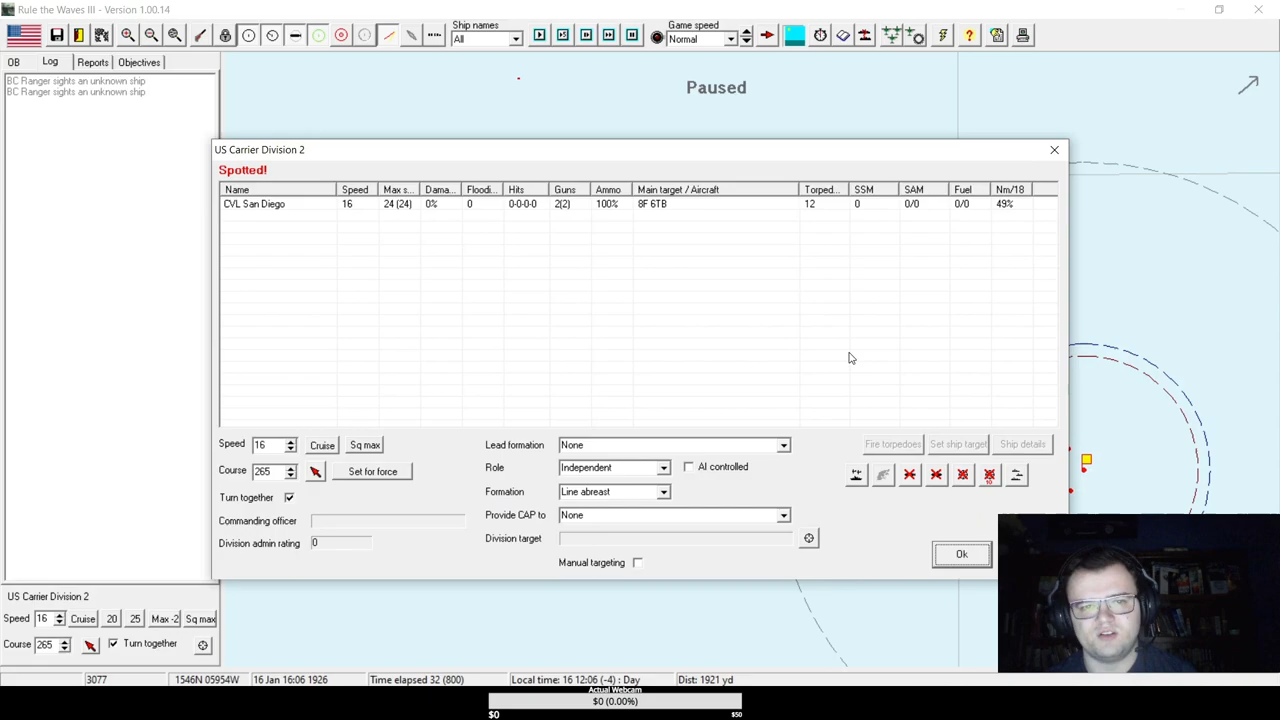 Rule the Waves III - Version 1.00.14
Ship names
All
Game speed
Normal
OB
Log
Reports
Objectives
BC Ranger sights an unknown ship
BC Ranger sights an unknown ship
Paused
US Carrier Division 2
Spotted!
Name Speed Max s... Dama... Floodi... Hits Guns Ammo Main target / Aircraft Torped... SSM SAM Fuel Nm/18
CVL San Diego 16 24 (24) 0% 0 0-0-0-0 2(2) 100% 8F 6TB 12 0 0/0 0/0 49%
Speed 16 Cruise Sq max
Course 265 Set for force
Turn together
Commanding officer
Division admin rating 0
Lead formation None
Role Independent AI controlled
Formation Line abreast
Provide CAP to None
Division target
Manual targeting
Fire torpedoes Set ship target Ship details
10
Ok
US Carrier Division 2
Speed 16 Cruise 20 25 Max -2 Sq max
Course 265 Turn together
3077 1546N 05954W 16 Jan 16:06 1926 Time elapsed 32 (800) Local time: 16 12:06 (-4) : Day Dist: 1921 yd
Actual Webcam
$0 (0.00%)
$0 $50